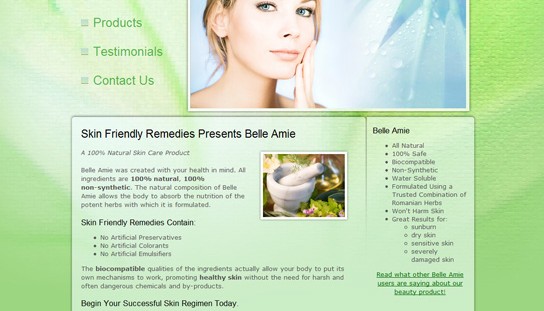 Products
Testimonials
Contact Us
Skin Friendly Remedies Presents Belle Amie
A 100% Natural Skin Care Product
Belle Amie was created with your health in mind. All
ingredients are 100% natural, 100%
non-synthetic. The natural composition of Belle
Amie allows the body to absorb the nutrition of the
potent herbs with which it is formulated.
Skin Friendly Remedies Contain:
No Artificial Preservatives
No Artificial Colorants
No Artificial Emulsifiers
The biocompatible qualities of the ingredients actually allow your body to put its
own mechanisms to work, promoting healthy skin without the need for harsh and
often dangerous chemicals and by-products.
Begin Your Successful Skin Regimen Today.
Belle Amie
All Natural
100% Safe
Biocompatible
Non-Synthetic
Water Soluble
Formulated Using a
Trusted Combination of
Romanian Herbs
Won't Harm Skin
Great Results for:
sunburn
dry skin
sensitive skin
severely
damaged skin
Read what other Belle Amie
users are saying about our
beauty product!